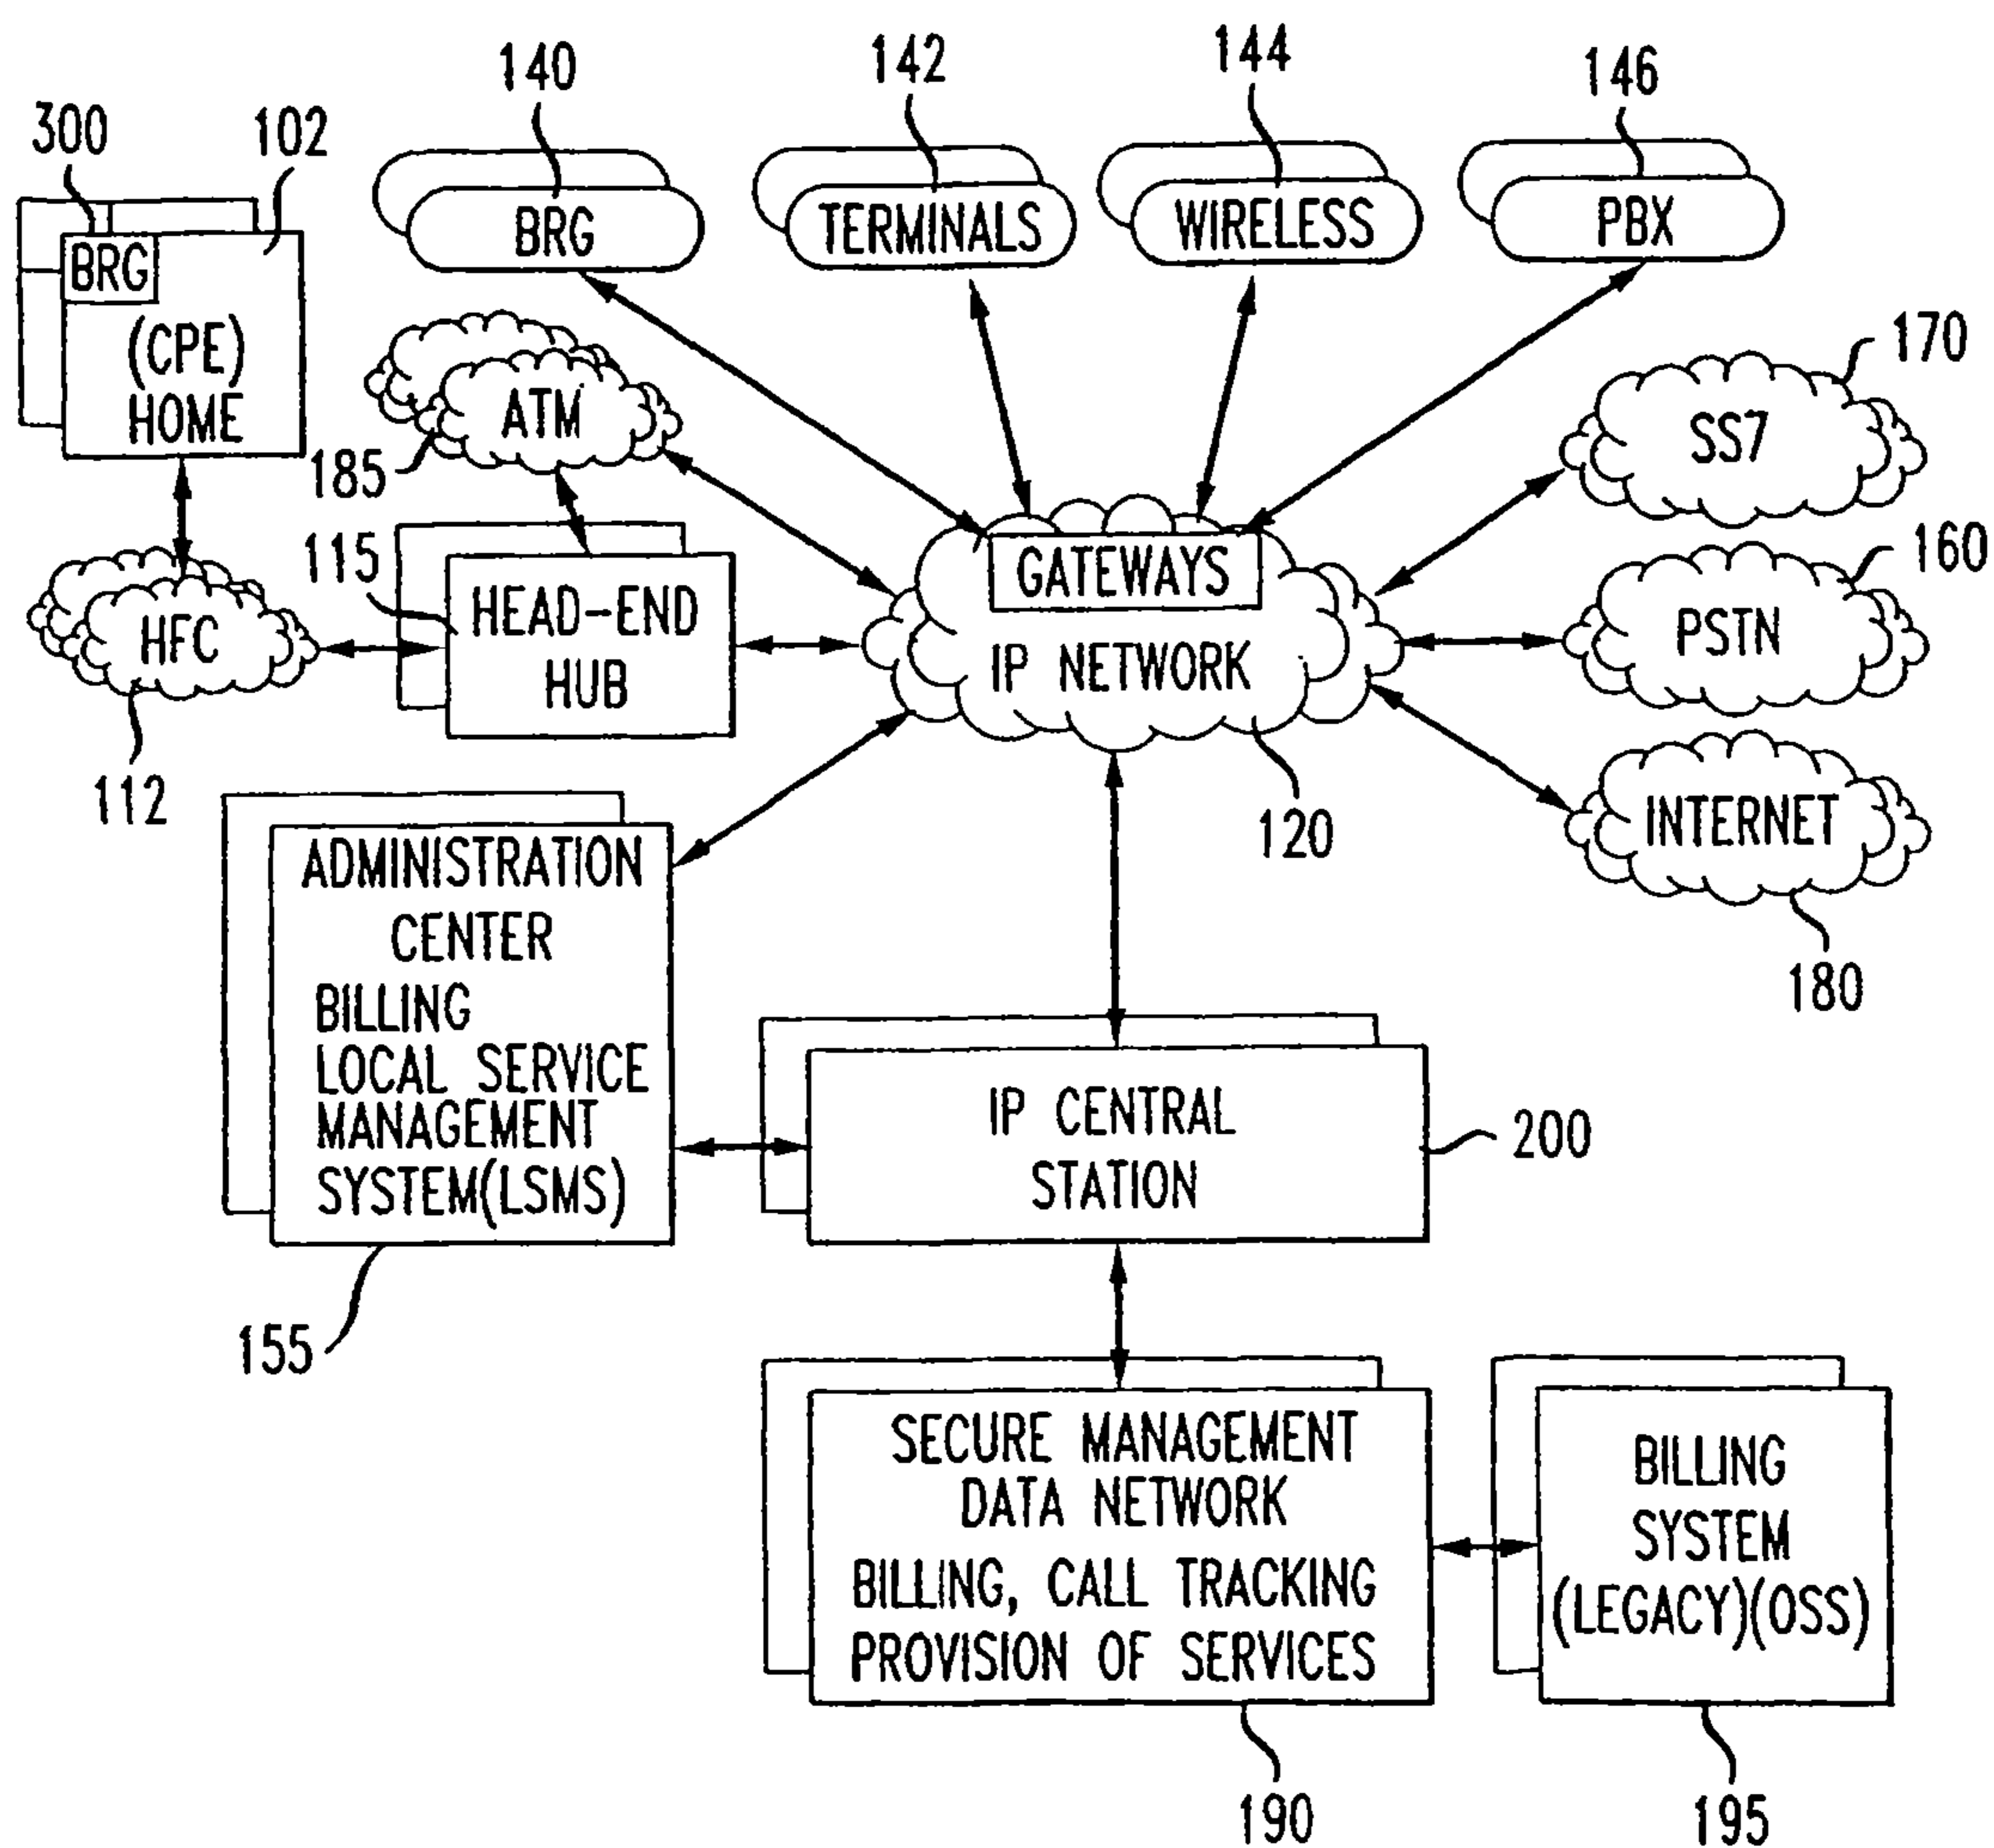 140
142
144
146
300
102
BRG
TERMINALS
WIRELESS
PBX
BRG
(CPE)
HOME
170
ATM
SS7
185
160
115
GATEWAYS
HEAD-END
HUB
HFC
IP NETWORK
PSTN
112
120
INTERNET
180
ADMINISTRATION
CENTER
BILLING
LOCAL SERVICE
MANAGEMENT
SYSTEM(LSMS)
IP CENTRAL
STATION
200
155
SECURE MANAGEMENT
DATA NETWORK
BILLING, CALL TRACKING
PROVISION OF SERVICES
BILLING
SYSTEM
(LEGACY)(OSS)
190
195